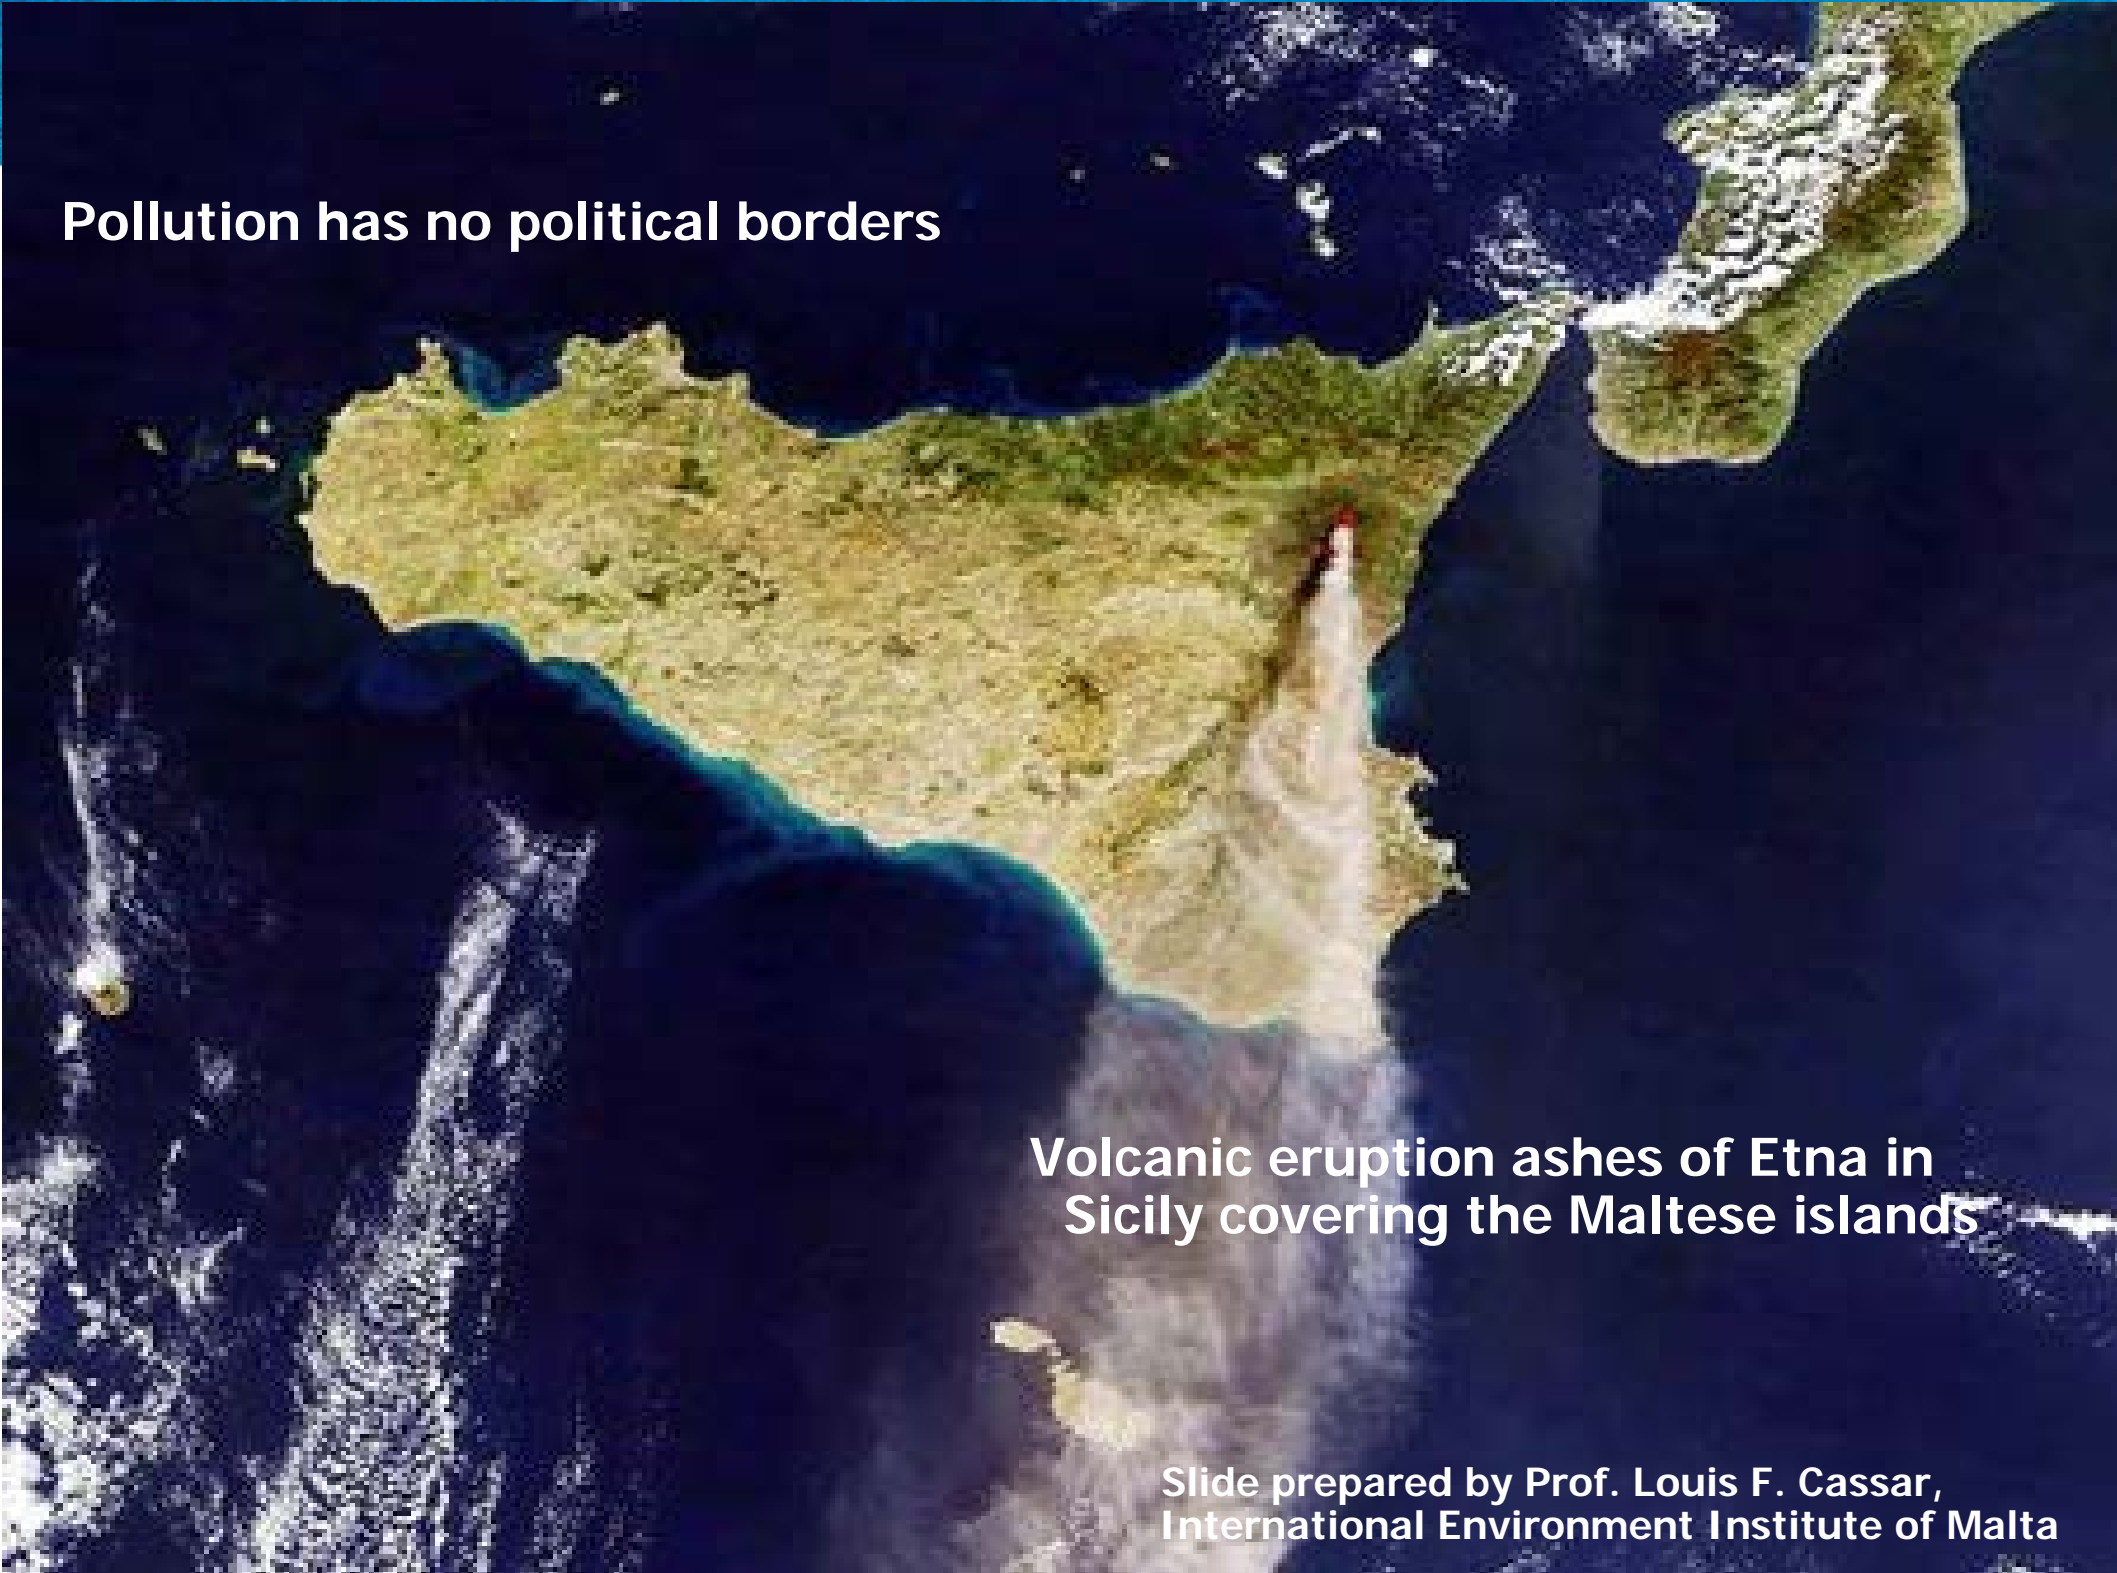 Pollution has no political borders
Volcanic eruption ashes of Etna in
Sicily covering the Maltese islands
Slide prepared by Prof. Louis F. Cassar,
International Environment Institute of Malta